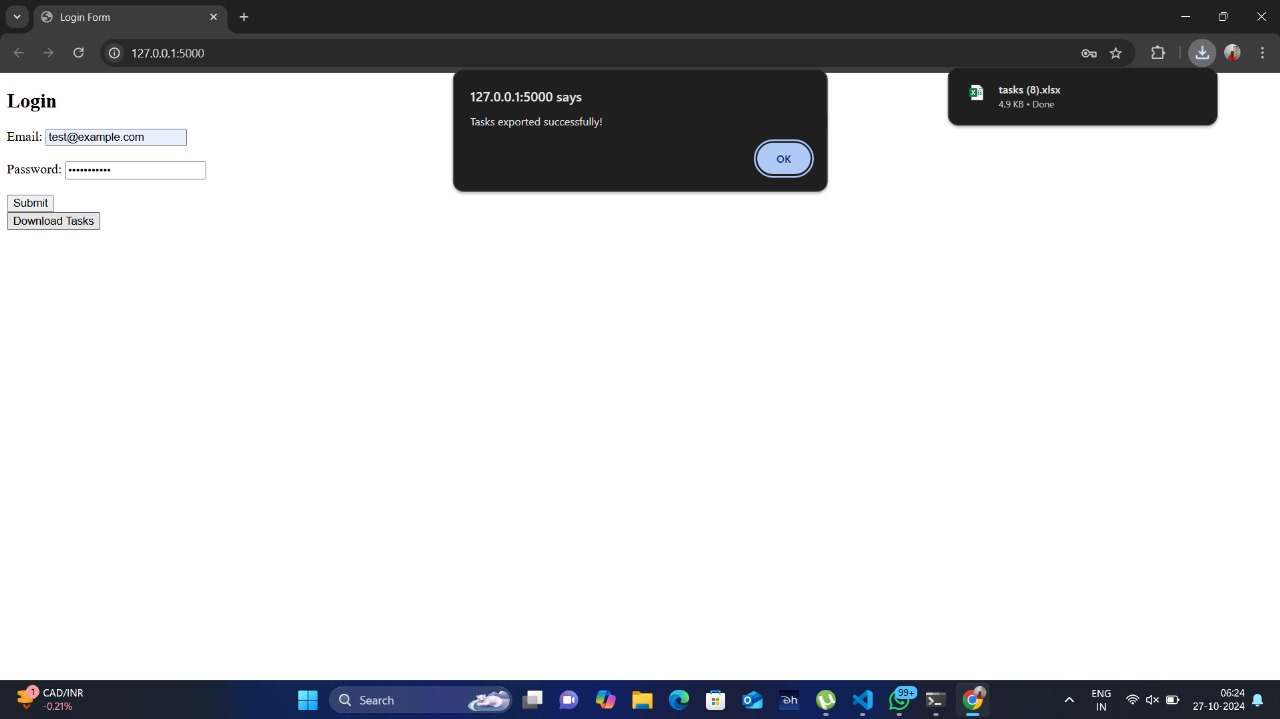 Login Form
127.0.0.1:5000
Login
Email: test@example.com
Password: •••••••••••
Submit
Download Tasks
127.0.0.1:5000 says
Tasks exported successfully!
OK
tasks (8).xlsx
4.9 KB • Done
1
CAD/INR
-0.21%
Search
99+
ENG
IN
06:24
27-10-2024